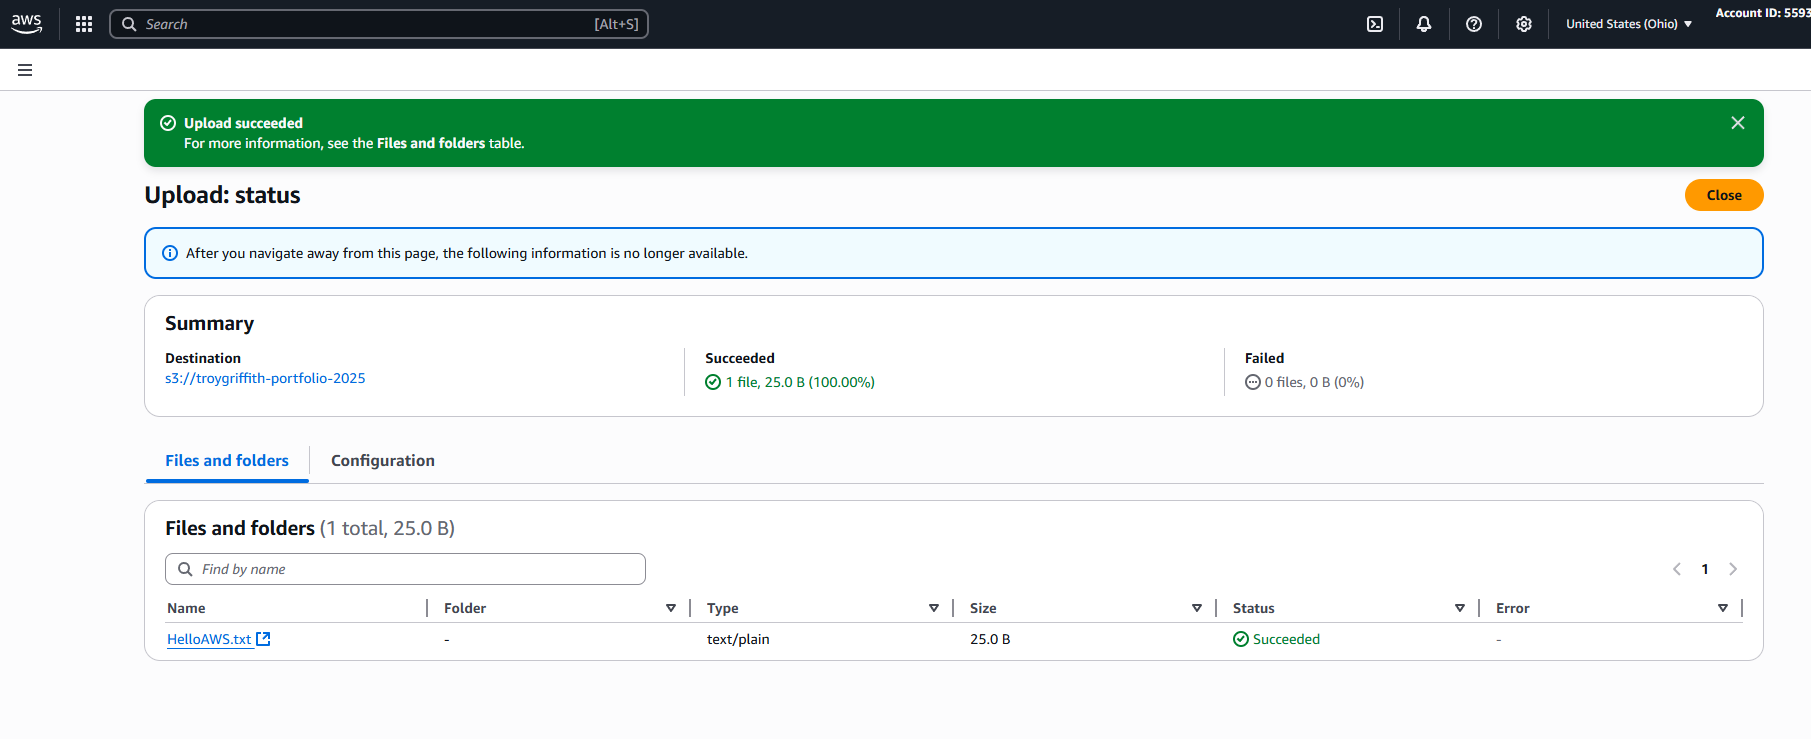 aws
Search
[Alt+S]
United States (Ohio)
Account ID: 5593
Upload succeeded
For more information, see the Files and folders table.
Upload: status
Close
After you navigate away from this page, the following information is no longer available.
Summary
Destination
s3://troygriffith-portfolio-2025
Succeeded
1 file, 25.0 B (100.00%)
Failed
0 files, 0 B (0%)
Files and folders
Configuration
Files and folders (1 total, 25.0 B)
Find by name
1
Name Folder Type Size Status Error
HelloAWS.txt - text/plain 25.0 B Succeeded -